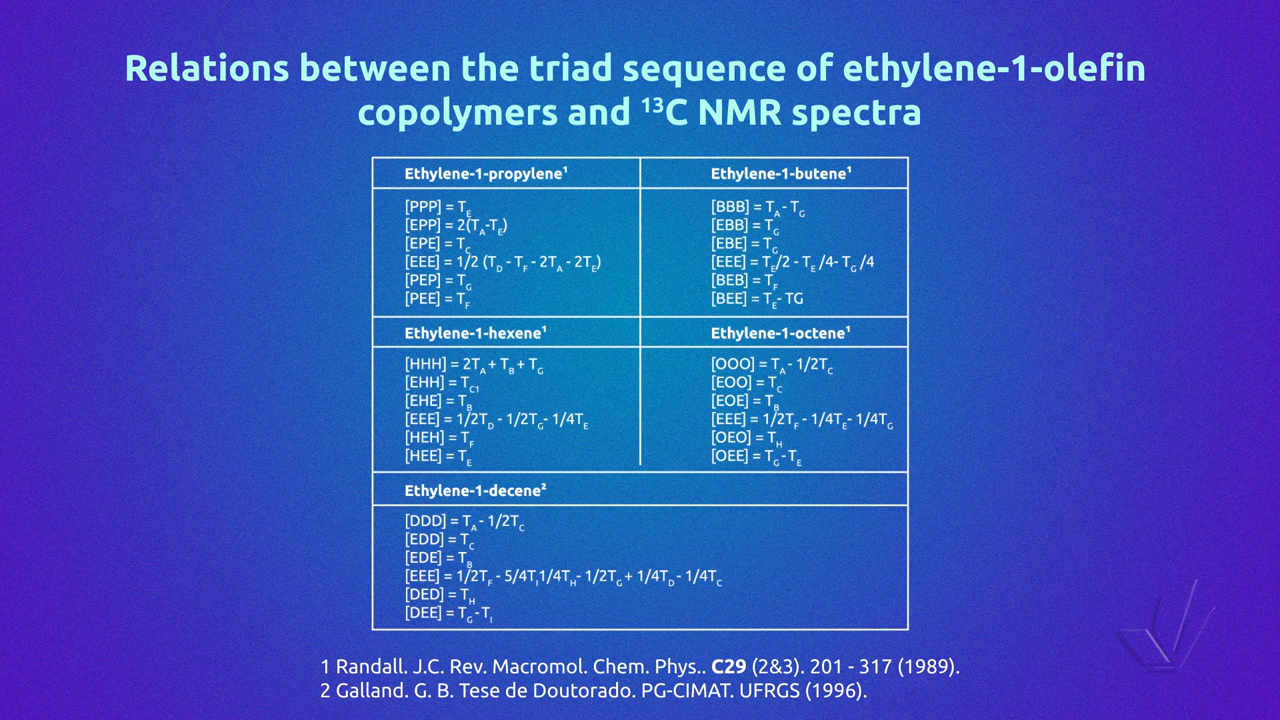 Relations between the triad sequence of ethylene-1-olefin
copolymers and ¹³C NMR spectra
Ethylene-1-propylene¹
[PPP] = T_E
[EPP] = 2(T_A-T_E)
[EPE] = T_C
[EEE] = 1/2 (T_D - T_F - 2T_A - 2T_E)
[PEP] = T_G
[PEE] = T_F
Ethylene-1-butene¹
[BBB] = T_A - T_G
[EBB] = T_G
[EBE] = T_G
[EEE] = T_E/2 - T_E /4- T_G /4
[BEB] = T_F
[BEE] = T_E- TG
Ethylene-1-hexene¹
[HHH] = 2T_A + T_B + T_G
[EHH] = T_C1
[EHE] = T_B
[EEE] = 1/2T_D - 1/2T_G- 1/4T_E
[HEH] = T_F
[HEE] = T_E
Ethylene-1-octene¹
[OOO] = T_A - 1/2T_C
[EOO] = T_C
[EOE] = T_B
[EEE] = 1/2T_F - 1/4T_E- 1/4T_G
[OEO] = T_H
[OEE] = T_G-T_E
Ethylene-1-decene²
[DDD] = T_A - 1/2T_C
[EDD] = T_C
[EDE] = T_B
[EEE] = 1/2T_F - 5/4T_I1/4T_H- 1/2T_G + 1/4T_D - 1/4T_C
[DED] = T_H
[DEE] = T_G-T_I
1 Randall. J.C. Rev. Macromol. Chem. Phys.. C29 (2&3). 201 - 317 (1989).
2 Galland. G. B. Tese de Doutorado. PG-CIMAT. UFRGS (1996).